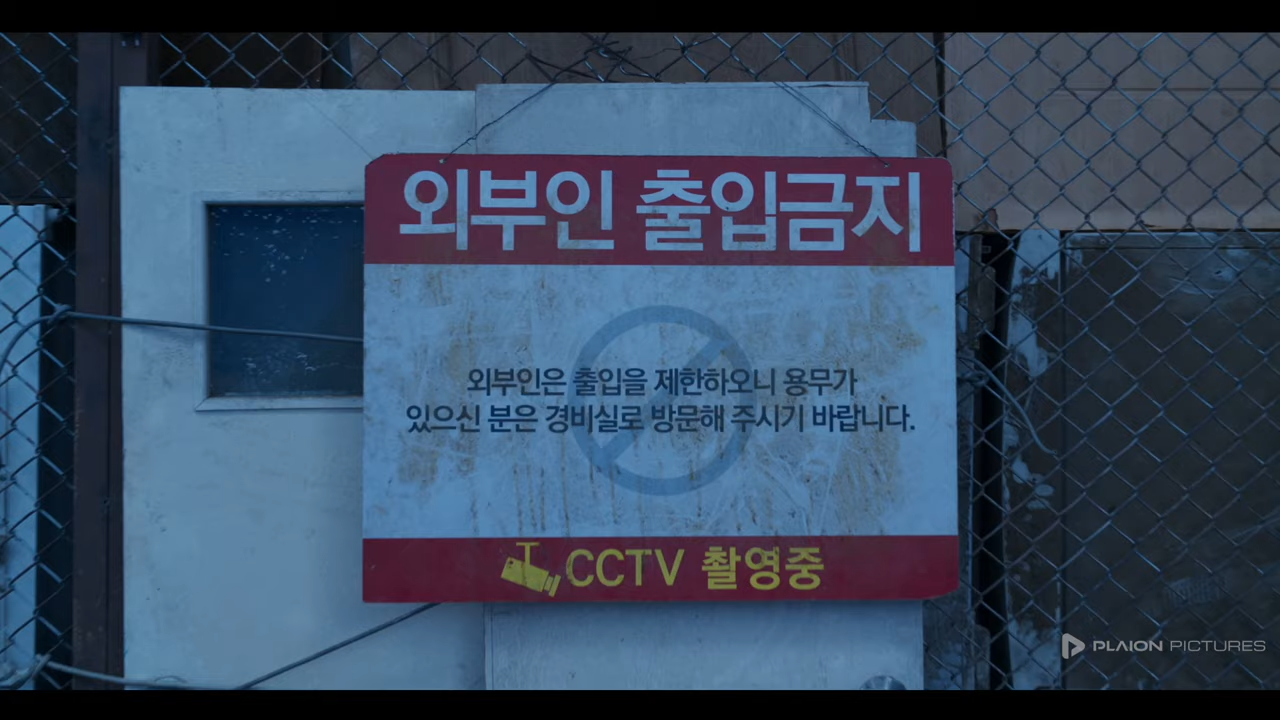 외부인 출입금지
외부인은 출입을 제한하오니 용무가
있으신 분은 경비실로 방문해 주시기 바랍니다.
CCTV 촬영중
PLAION PICTURES